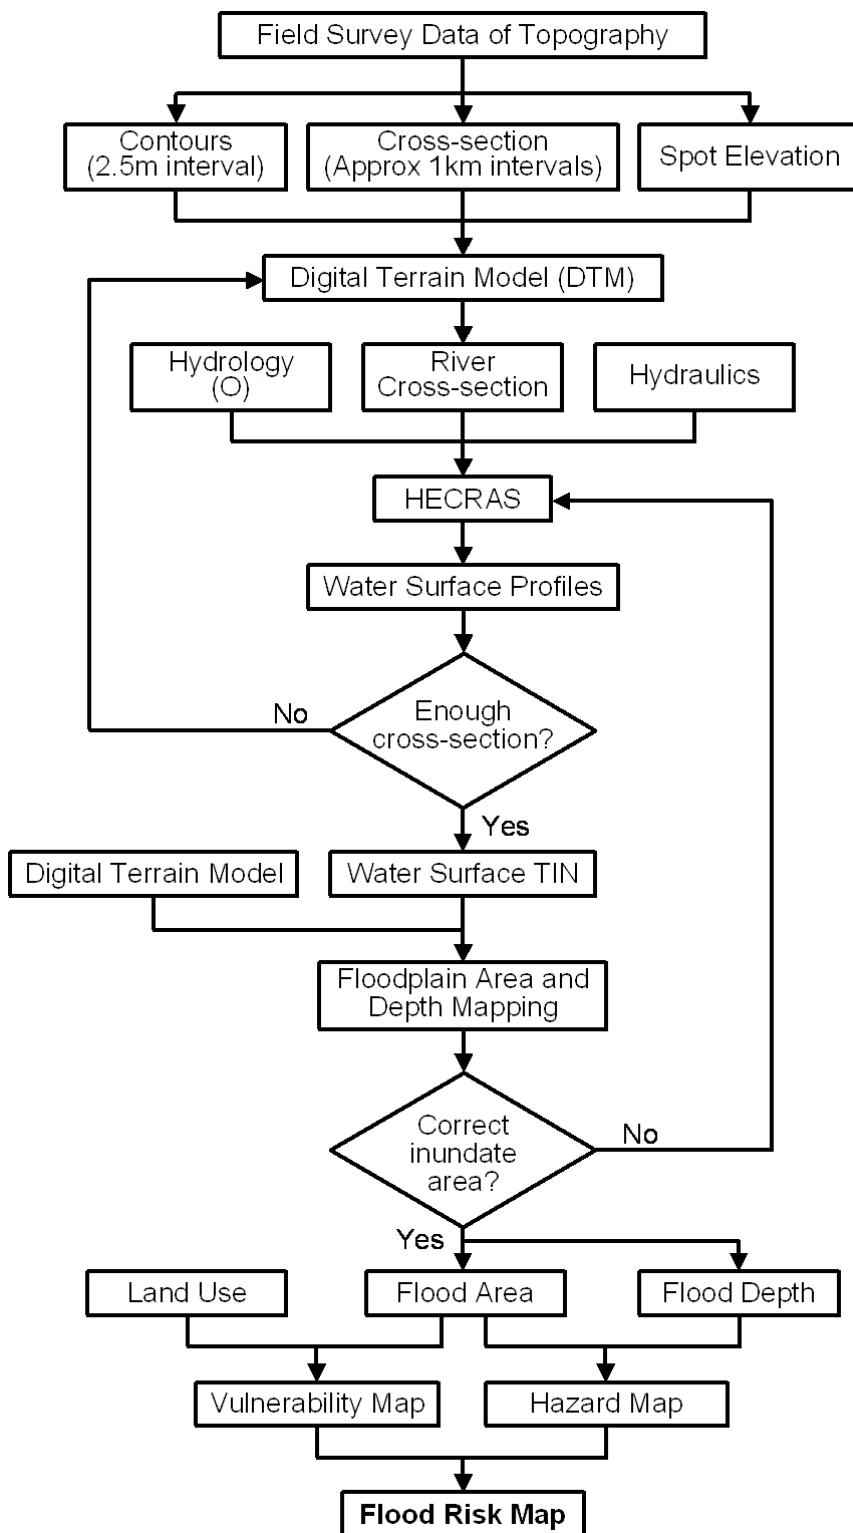 Field Survey Data of Topography
Contours
(2.5m interval)
Cross-section
(Approx 1km intervals)
Spot Elevation
Digital Terrain Model (DTM)
Hydrology
(O)
River
Cross-section
Hydraulics
HECRAS
Water Surface Profiles
Enough
cross-section?
No
Yes
Digital Terrain Model
Water Surface TIN
Floodplain Area and
Depth Mapping
Correct
inundate
area?
No
Yes
Land Use
Flood Area
Flood Depth
Vulnerability Map
Hazard Map
Flood Risk Map